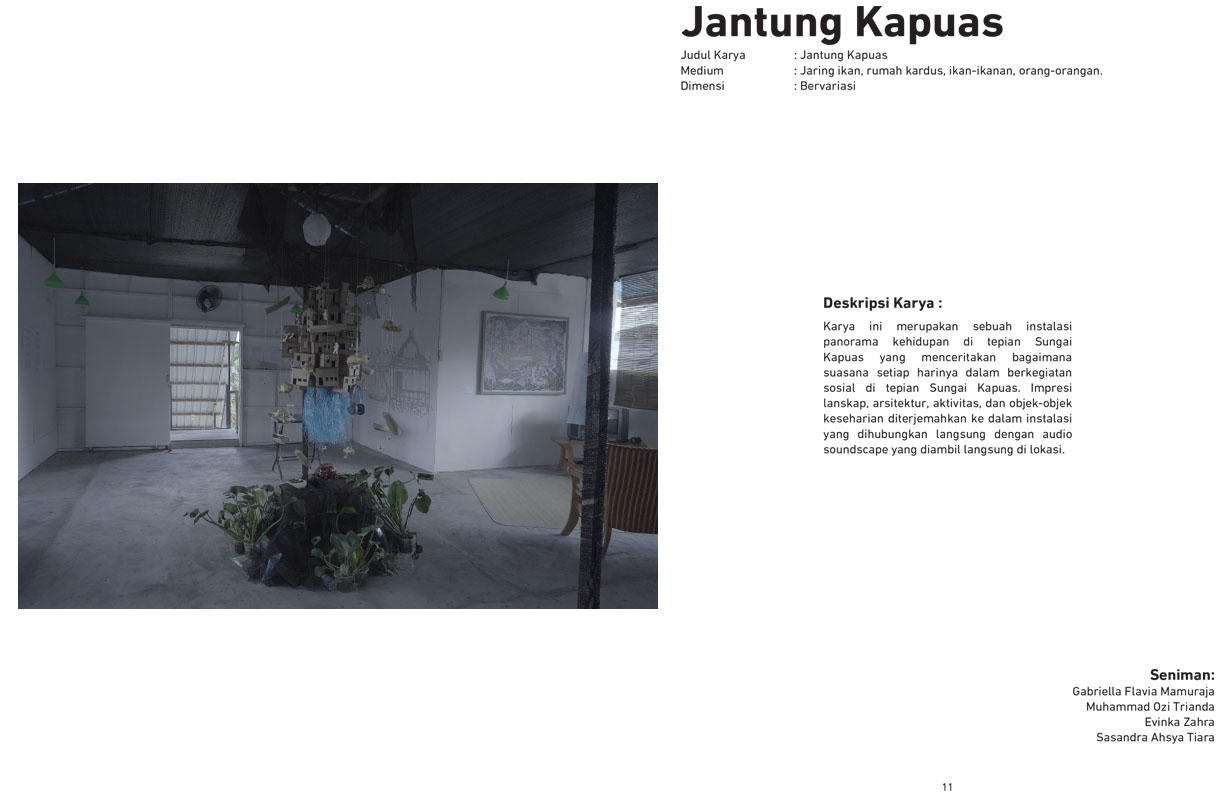 Jantung Kapuas
Judul Karya : Jantung Kapuas
Medium : Jaring ikan, rumah kardus, ikan-ikanan, orang-orangan.
Dimensi : Bervariasi
Deskripsi Karya :
Karya ini merupakan sebuah instalasi
panorama kehidupan di tepian Sungai
Kapuas yang menceritakan bagaimana
suasana setiap harinya dalam berkegiatan
sosial di tepian Sungai Kapuas. Impresi
lanskap, arsitektur, aktivitas, dan objek-objek
keseharian diterjemahkan ke dalam instalasi
yang dihubungkan langsung dengan audio
soundscape yang diambil langsung di lokasi.
Seniman:
Gabriella Flavia Mamuraja
Muhammad Ozi Trianda
Evinka Zahra
Sasandra Ahsya Tiara
11